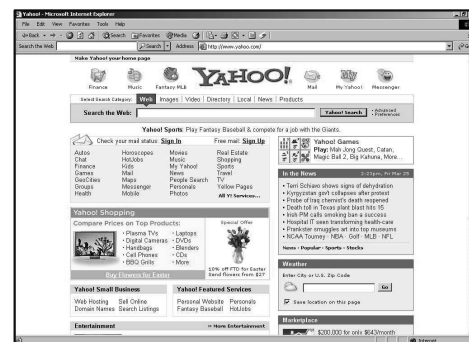 Yahoo! - Microsoft Internet Explorer
File Edit View Favorites Tools Help
Back Search Favorites Media
Search the Web Search Address http://www.yahoo.com/
Make Yahoo! your home page
Finance Music Fantasy MLB YAHOO! Mail My Yahoo! Messenger
Select Search Category: Web Images Video Directory Local News Products
Search the Web: Yahoo! Search · Advanced · Preferences
Yahoo! Sports: Play Fantasy Baseball & compete for a job with the Giants.
Check your mail status: Sign In Free mail: Sign Up
Autos Horoscopes Movies Real Estate
Chat HotJobs Music Shopping
Finance Kids My Yahoo! Sports
Games Mail News Travel
GeoCities Maps People Search TV
Groups Messenger Personals Yellow Pages
Health Mobile Photos All Y! Services...
Yahoo! Shopping
Compare Prices on Top Products:
· Plasma TVs · Laptops
· Digital Cameras · DVDs
· Handbags · Blenders
· Cell Phones · CDs
· BBQ Grills · More
Buy Flowers for Easter
Special Offer
10% off FTD for Easter
Send flowers from $27
Yahoo! Small Business
Web Hosting Sell Online
Domain Names Search Listings
Yahoo! Featured Services
Personal Website Personals
Fantasy Baseball HotJobs
Entertainment » More Entertainment
Yahoo! Games
Play: Mah Jong Quest, Catan,
Magic Ball 2, Big Kahuna, More...
In the News 2:23pm, Fri Mar 25
· Terri Schiavo shows signs of dehydration
· Kyrgyzstan govt collapses after protest
· Probe of Iraq chemist's death reopened
· Death toll in Texas plant blast hits 15
· Irish PM calls smoking ban a success
· Hospital IT seen transforming health-care
· Prankster smuggles art into top museums
· NCAA Tourney · NBA · Golf · MLB · NFL
News · Popular · Sports · Stocks
Weather
Enter City or U.S. Zip Code
Go
Save location on this page
Marketplace
$200,000 for only $643/month
Internet